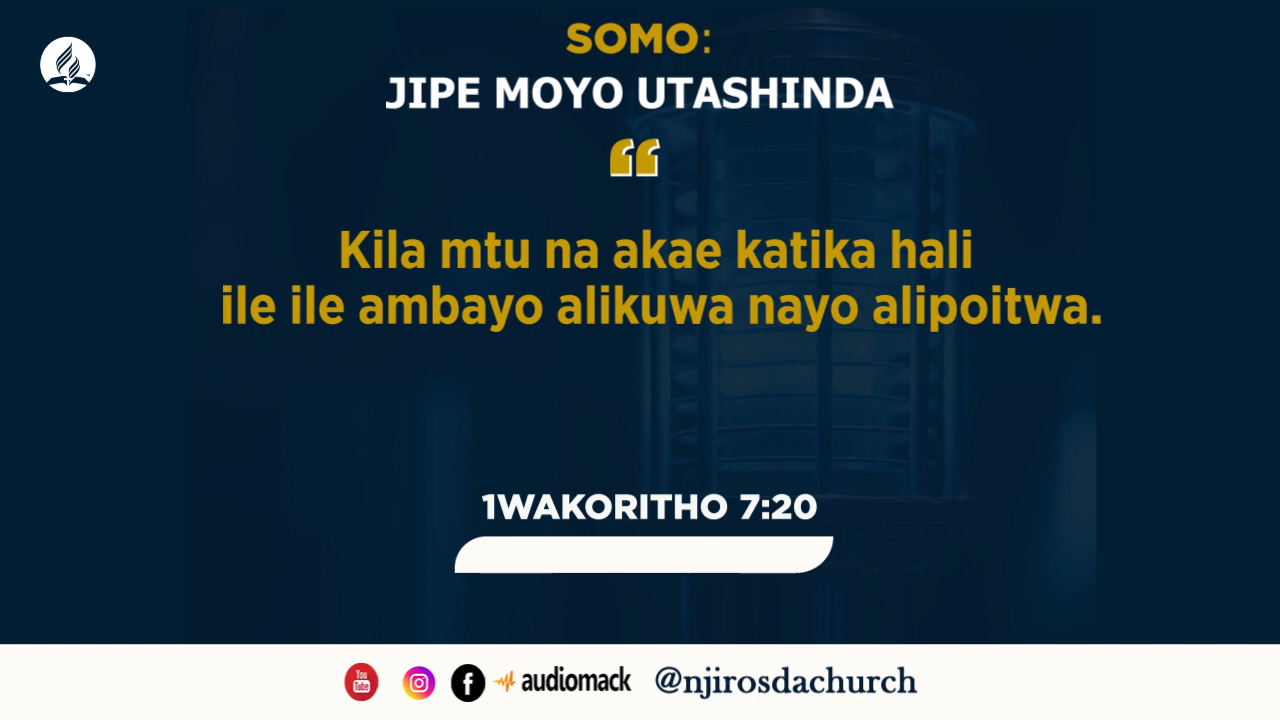 SOMO:
JIPE MOYO UTASHINDA
“
Kila mtu na akae katika hali
ile ile ambayo alikuwa nayo alipoitwa.
1WAKORITHO 7:20
You Tube
audiomack @njirosdachurch